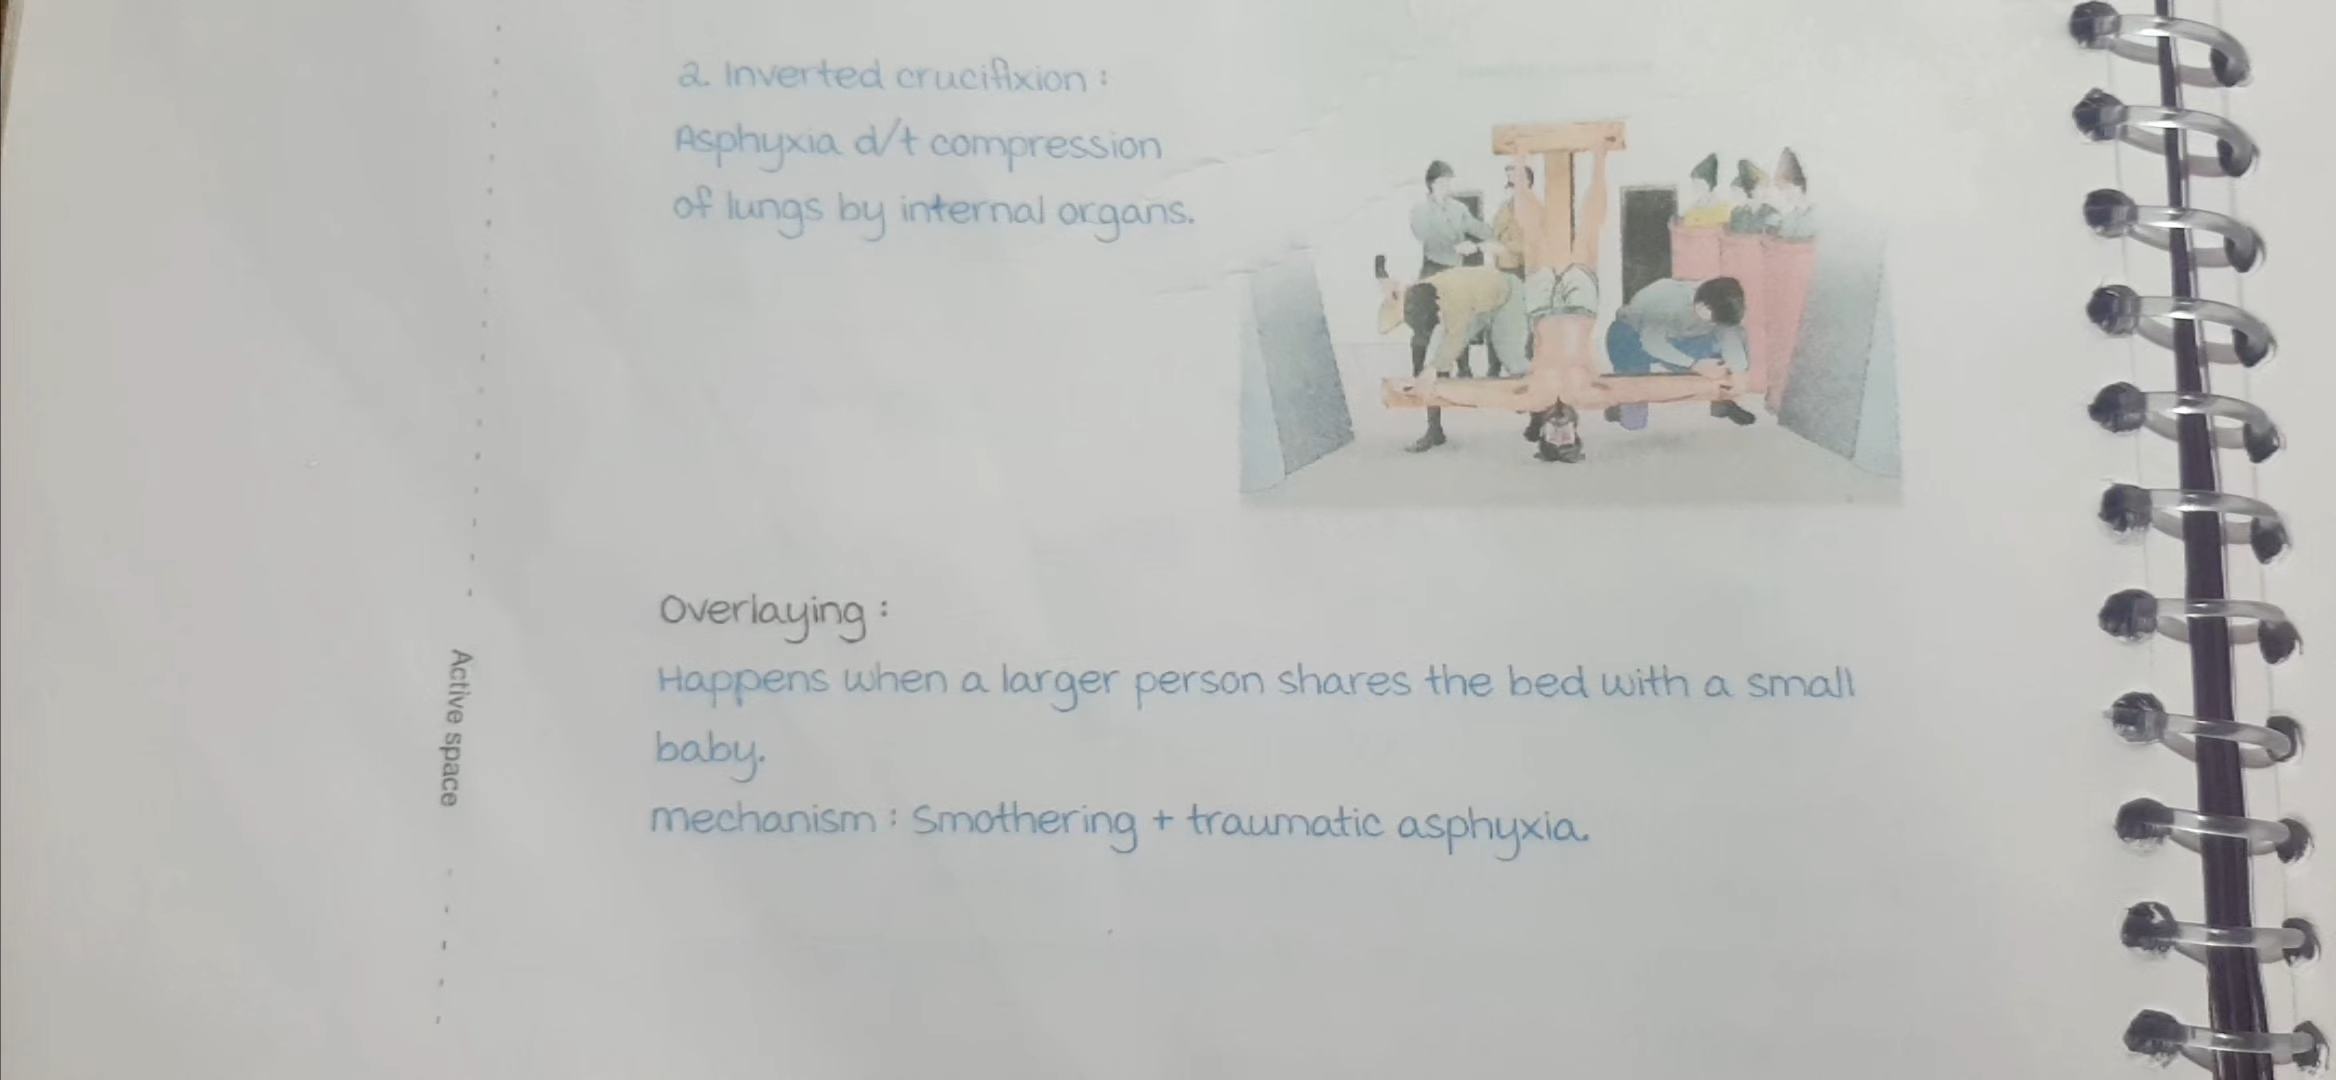 2. Inverted crucifixion :
Asphyxia d/t compression
of lungs by internal organs.
Overlaying :
Happens when a larger person shares the bed with a small
baby.
mechanism : Smothering + traumatic asphyxia.
Active space